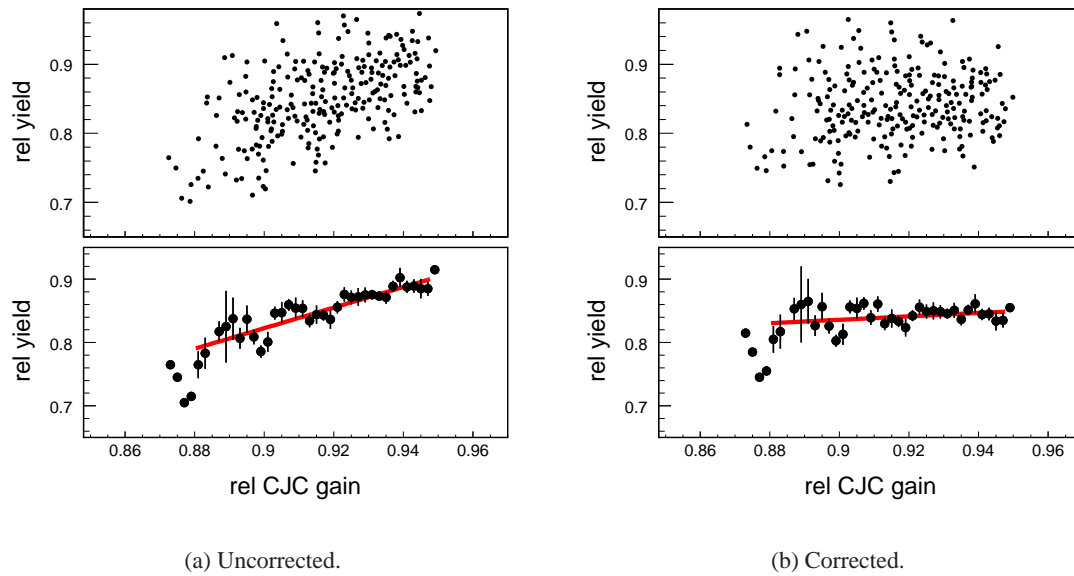 rel yield
0.9
0.8
0.7
rel yield
0.9
0.8
0.7
0.86 0.88 0.9 0.92 0.94 0.96
rel CJC gain
(a) Uncorrected.
rel yield
0.9
0.8
0.7
rel yield
0.9
0.8
0.7
0.86 0.88 0.9 0.92 0.94 0.96
rel CJC gain
(b) Corrected.